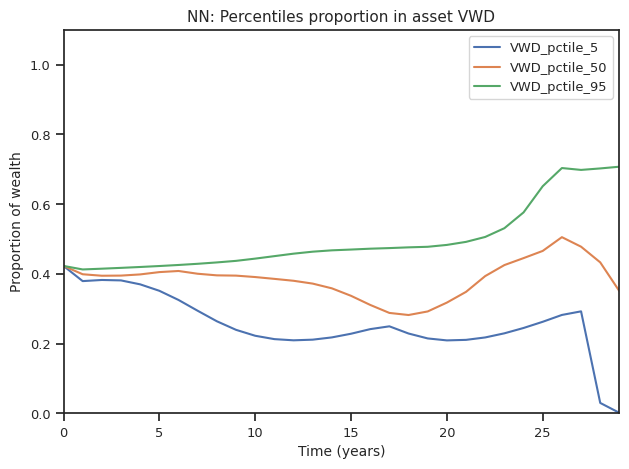 NN: Percentiles proportion in asset VWD
VWD_pctile_5
VWD_pctile_50
VWD_pctile_95
Proportion of wealth
1.0
0.8
0.6
0.4
0.2
0.0
0 5 10 15 20 25
Time (years)